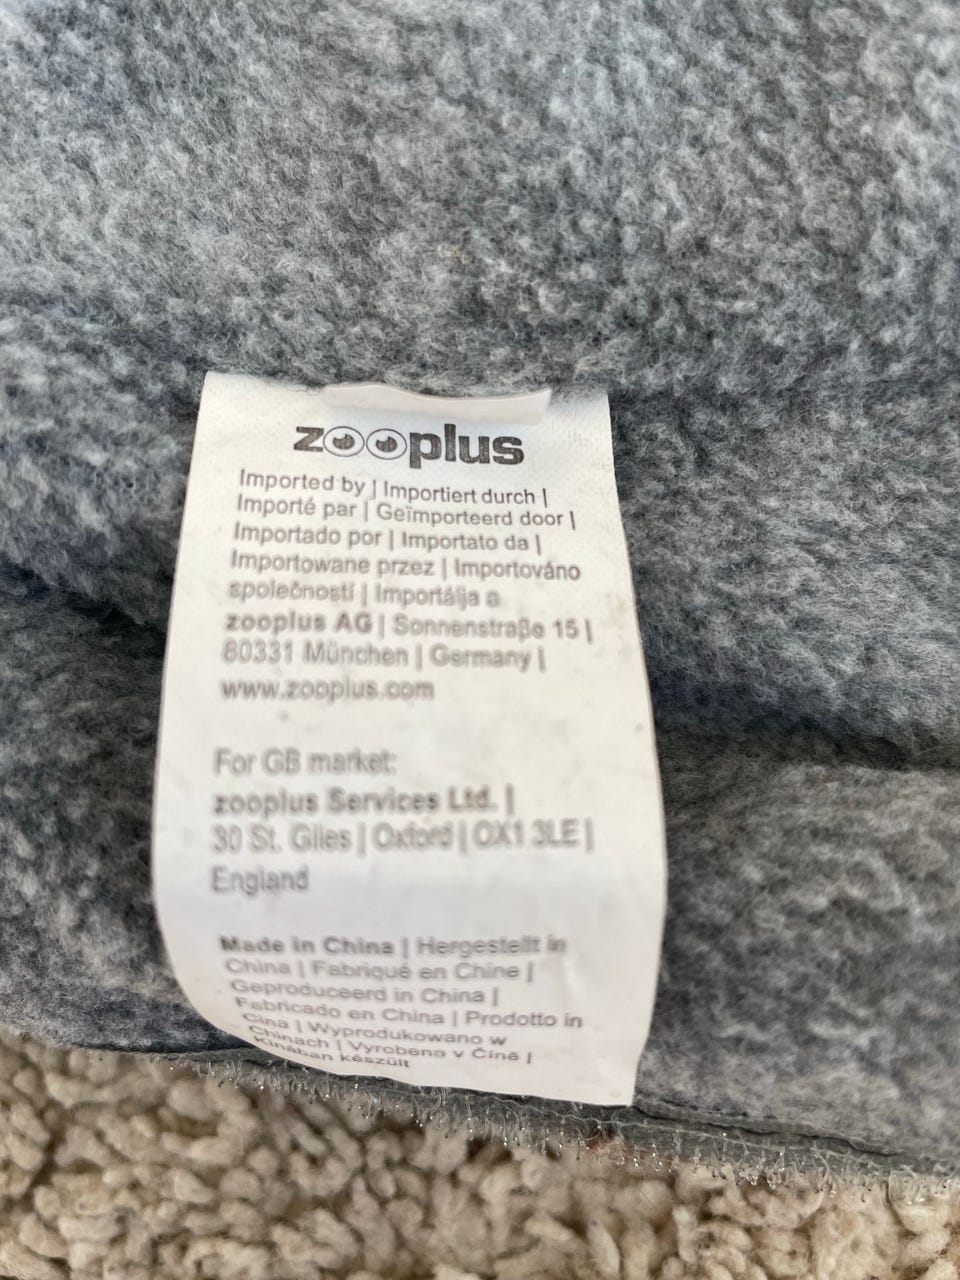 zooplus
Imported by | Importiert durch |
Importé par | Geïmporteerd door |
Importado por | Importato da |
Importowane przez | Importováno
společností | Importálja a
zooplus AG | Sonnenstraße 15 |
80331 München | Germany |
www.zooplus.com
For GB market:
zooplus Services Ltd. |
30 St. Giles | Oxford | OX1 3LE |
England
Made in China | Hergestellt in
China | Fabriqué en Chine |
Geproduceerd in China |
Fabricado en China | Prodotto in
Cina | Wyprodukowano w
Chinach | Vyrobeno v Číně |
Kínában készült